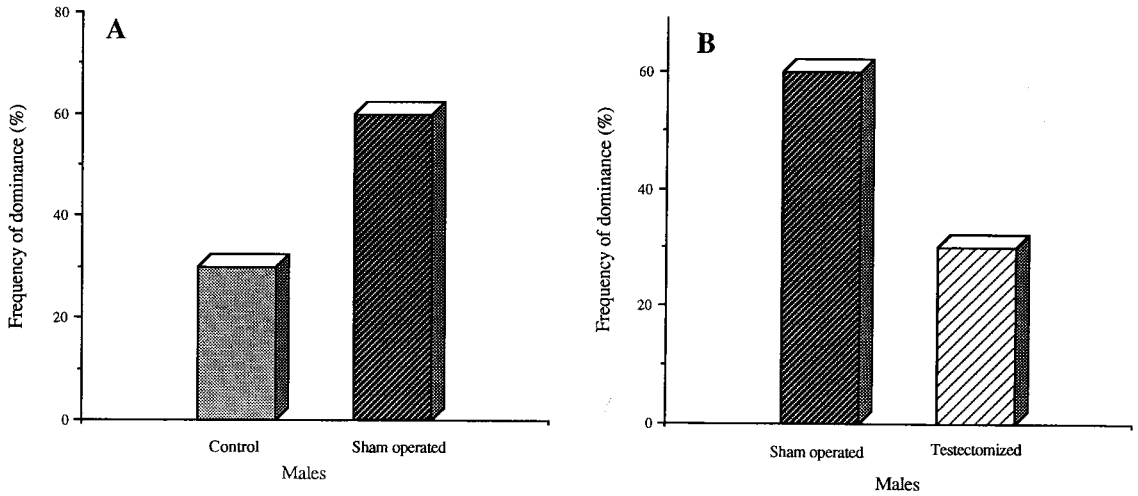 A
Frequency of dominance (%)
80
60
40
20
0
Control
Sham operated
Males
B
Frequency of dominance (%)
60
40
20
0
Sham operated
Testectomized
Males